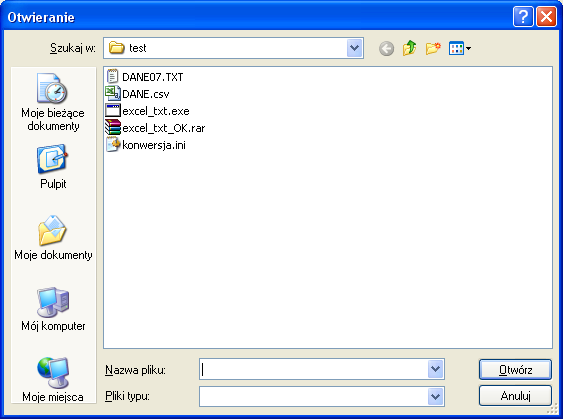 Otwieranie
Szukaj w:
test
Moje bieżące
dokumenty
Pulpit
Moje dokumenty
Mój komputer
Moje miejsca
DANE07.TXT
DANE.csv
excel_txt.exe
excel_txt_OK.rar
konwersja.ini
Nazwa pliku:
Otwórz
Pliki typu:
Anuluj